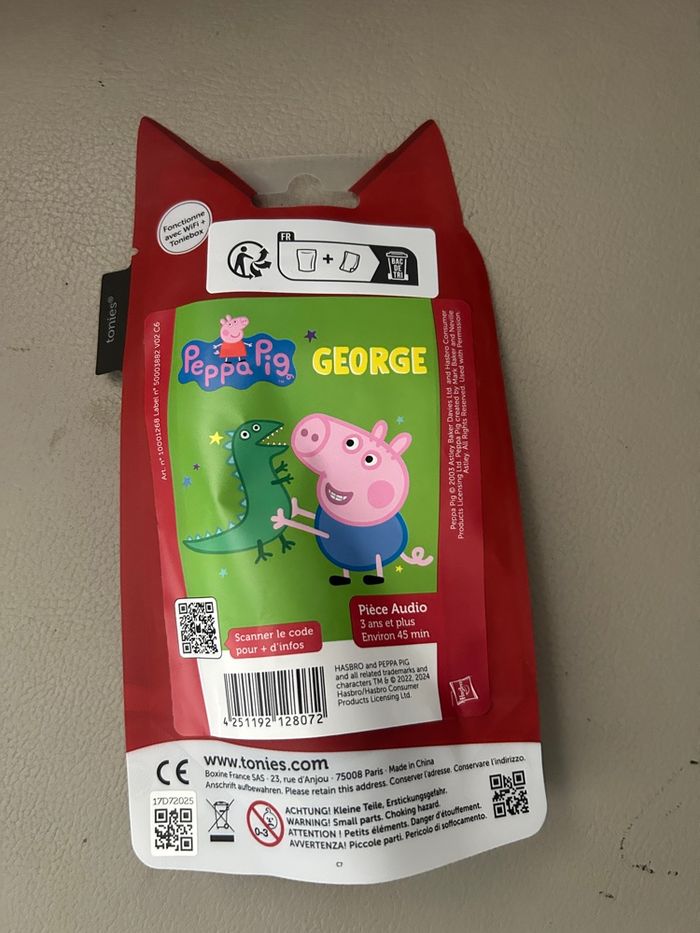 Fonctionne
avec WiFi +
Toniebox
tonies®
FR
+
BAC
DE
TRI
Art. n° 10001268 Label n° 50003882 V02 C6
Peppa Pig™
GEORGE
Peppa Pig © 2003 Astley Baker Davies Ltd. and Hasbro Consumer
Products Licensing Ltd. Peppa Pig created by Mark Baker and Neville
Astley. All Rights Reserved. Used with Permission.
Pièce Audio
3 ans et plus
Environ 45 min
Scanner le code
pour + d'infos
HASBRO and PEPPA PIG
and all related trademarks and
characters TM & © 2022, 2024
Hasbro/Hasbro Consumer
Products Licensing Ltd.
Hasbro
4 251192 128072
CE
www.tonies.com
Boxine France SAS · 23, rue d'Anjou · 75008 Paris · Made in China
Anschrift aufbewahren. Please retain this address. Conserver l'adresse. Conservare l'indirizzo.
17D72025
0-3
ACHTUNG! Kleine Teile, Erstickungsgefahr.
WARNING! Small parts. Choking hazard.
ATTENTION ! Petits éléments. Danger d'étouffement.
AVVERTENZA! Piccole parti. Pericolo di soffocamento.
C7